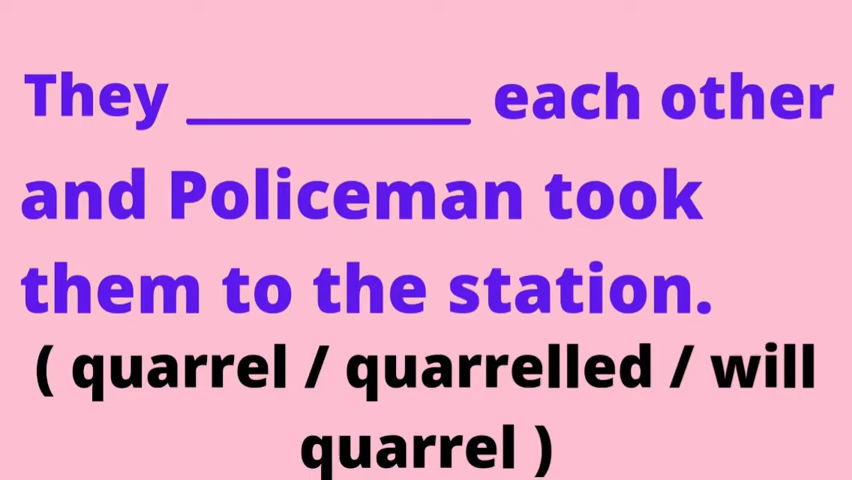 They __________ each other
and Policeman took
them to the station.
( quarrel / quarrelled / will
quarrel )